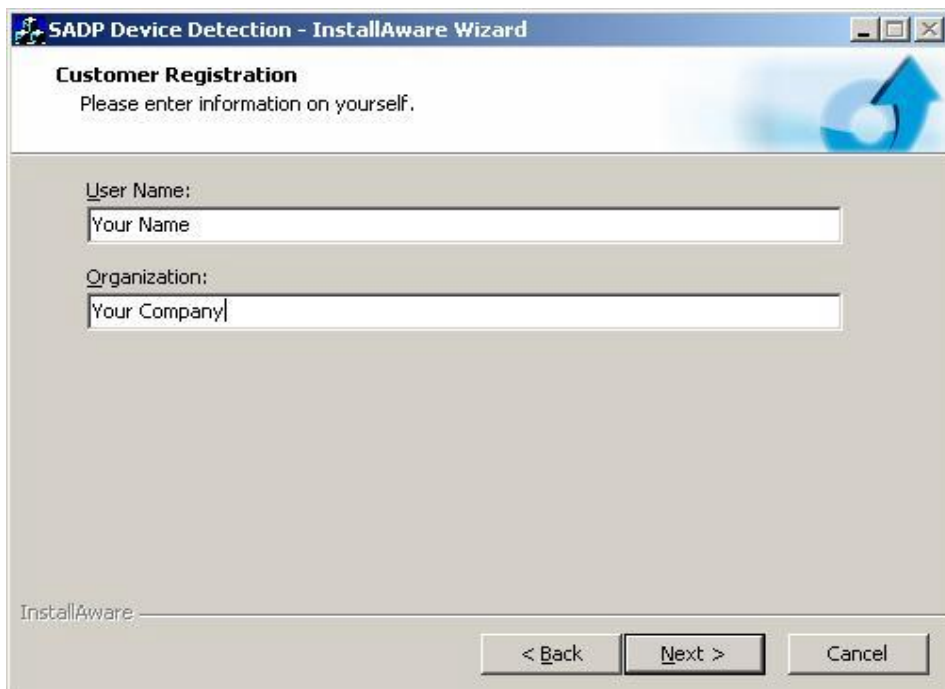 SADP Device Detection - InstallAware Wizard
Customer Registration
Please enter information on yourself.
User Name:
Your Name
Organization:
Your Company
InstallAware
< Back Next > Cancel